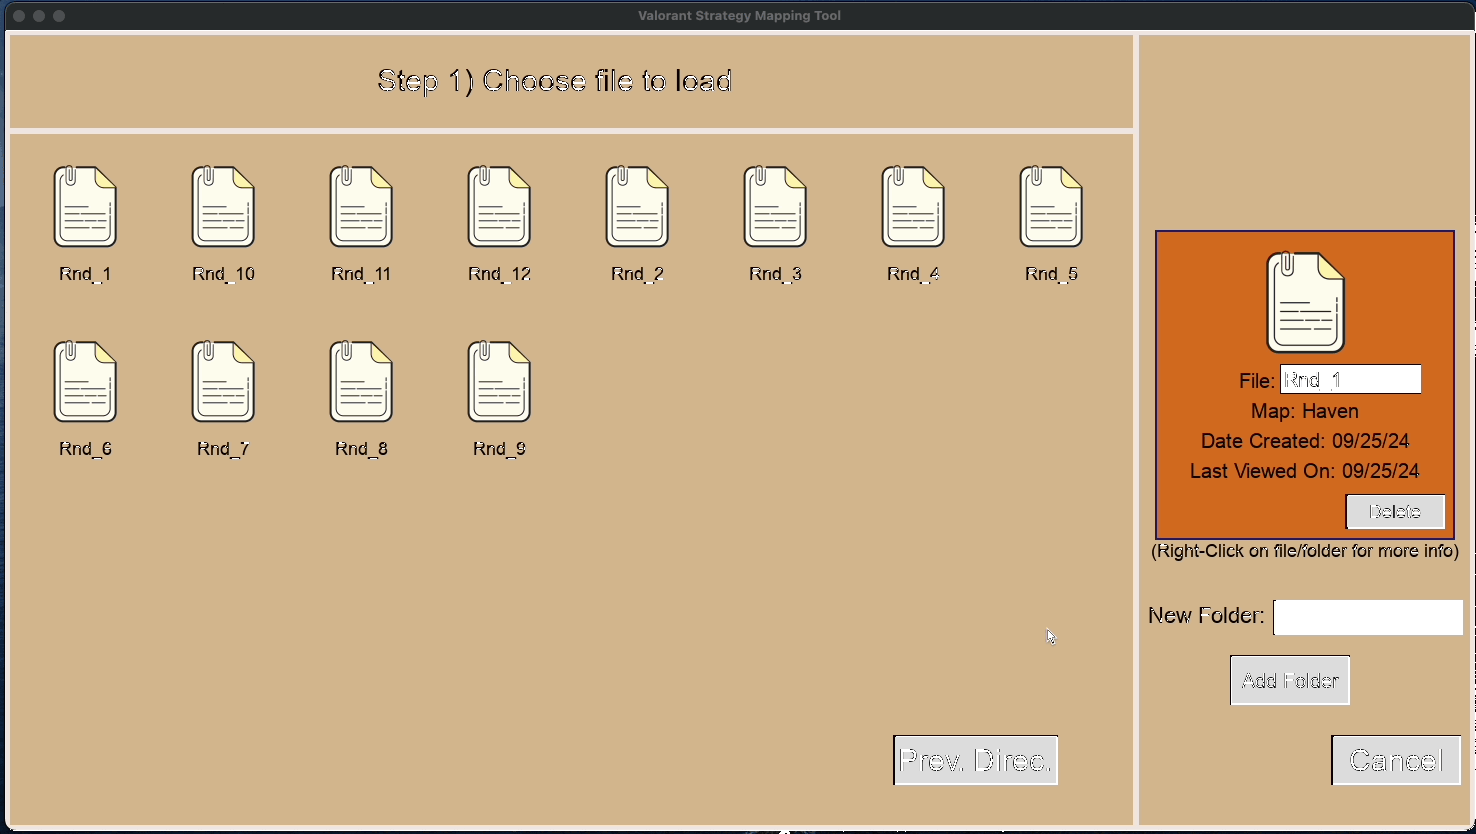 Valorant Strategy Mapping Tool
Step 1) Choose file to load
Rnd_1 Rnd_10 Rnd_11 Rnd_12 Rnd_2 Rnd_3 Rnd_4 Rnd_5
Rnd_6 Rnd_7 Rnd_8 Rnd_9
File: Rnd_1
Map: Haven
Date Created: 09/25/24
Last Viewed On: 09/25/24
Delete
(Right-Click on file/folder for more info)
New Folder:
Add Folder
Prev. Direc.
Cancel